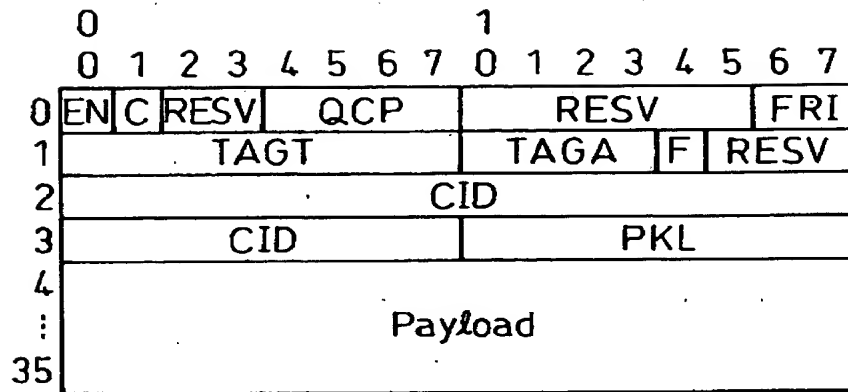 0 1
0 1 2 3 4 5 6 7 0 1 2 3 4 5 6 7
0 EN C RESV QCP RESV FRI
1 TAGT TAGA F RESV
2 CID
3 CID PKL
4
⋮ Payload
35